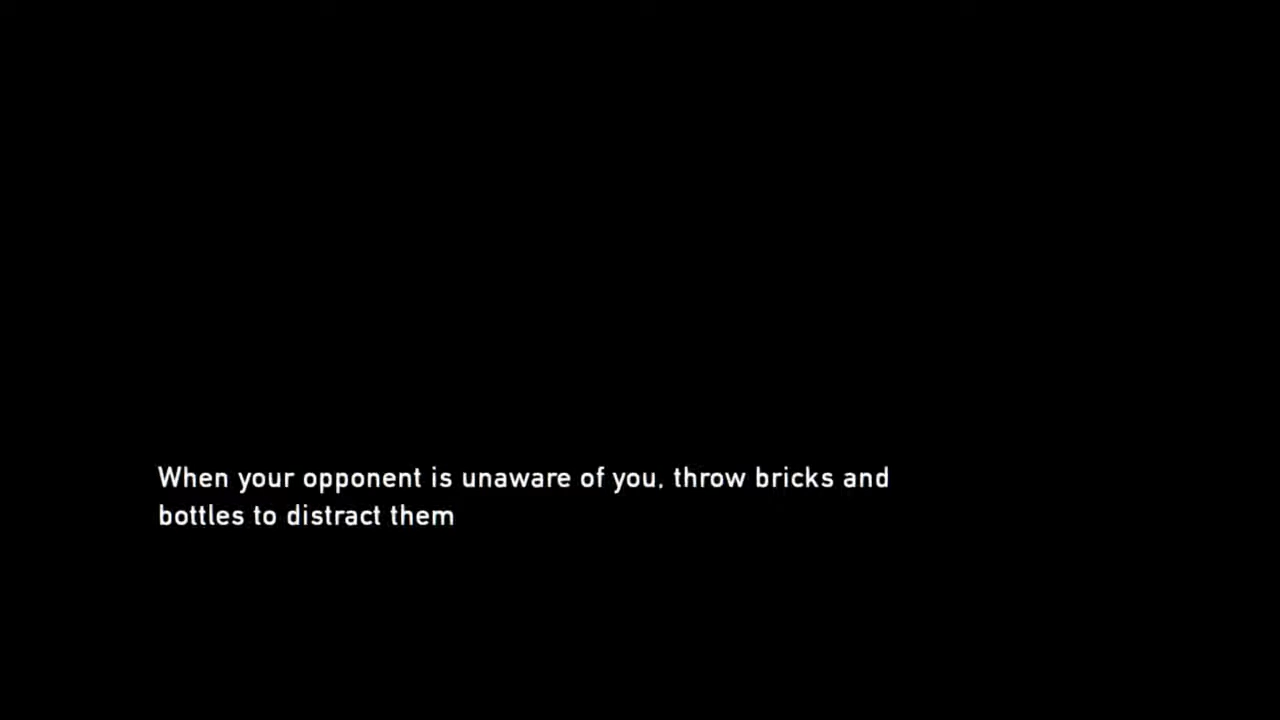 When your opponent is unaware of you, throw bricks and
bottles to distract them